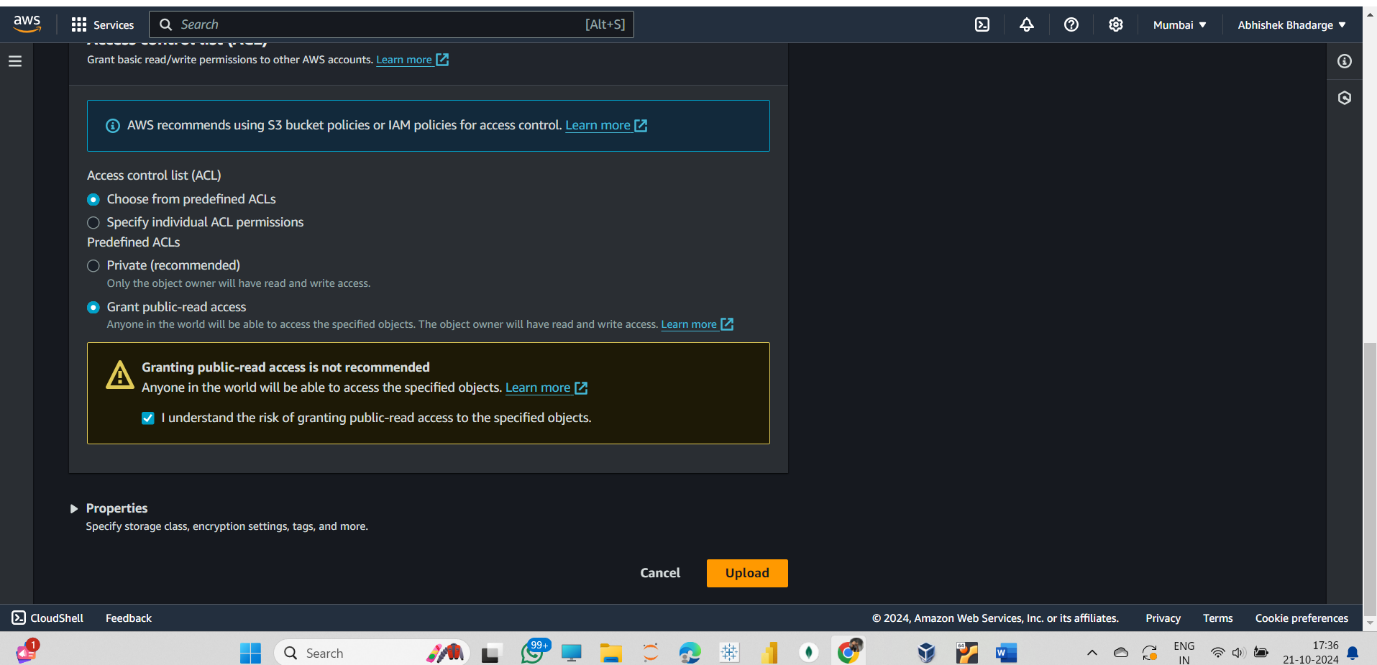 aws
Services
Search
[Alt+S]
Mumbai
Abhishek Bhadarge
Access control list (ACL)
Grant basic read/write permissions to other AWS accounts. Learn more
AWS recommends using S3 bucket policies or IAM policies for access control. Learn more
Access control list (ACL)
Choose from predefined ACLs
Specify individual ACL permissions
Predefined ACLs
Private (recommended)
Only the object owner will have read and write access.
Grant public-read access
Anyone in the world will be able to access the specified objects. The object owner will have read and write access. Learn more
Granting public-read access is not recommended
Anyone in the world will be able to access the specified objects. Learn more
I understand the risk of granting public-read access to the specified objects.
Properties
Specify storage class, encryption settings, tags, and more.
Cancel
Upload
CloudShell
Feedback
© 2024, Amazon Web Services, Inc. or its affiliates.
Privacy
Terms
Cookie preferences
1
Search
99+
ENG
IN
17:36
21-10-2024